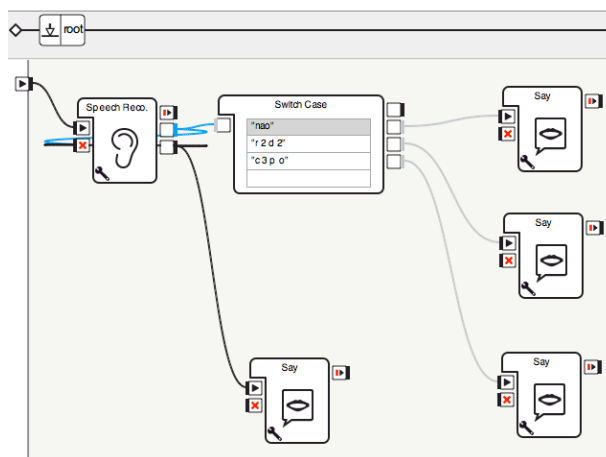 root
Speech Reco.
Switch Case
"nao"
"r 2 d 2"
"c 3 p o"
Say
Say
Say
Say